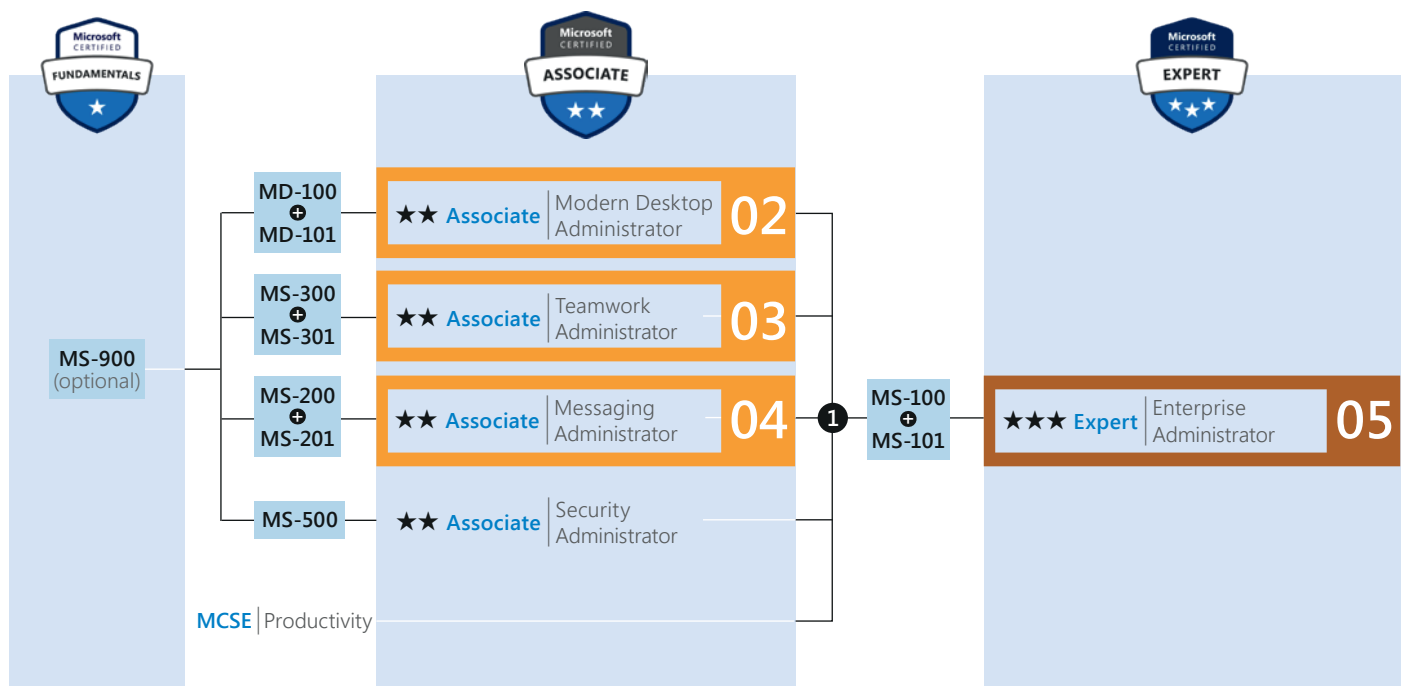 Microsoft
CERTIFIED
FUNDAMENTALS
Microsoft
CERTIFIED
ASSOCIATE
Microsoft
CERTIFIED
EXPERT
MS-900
(optional)
MD-100
+
MD-101
Associate
Modern Desktop
Administrator
02
MS-300
+
MS-301
Associate
Teamwork
Administrator
03
MS-200
+
MS-201
Associate
Messaging
Administrator
04
MS-500
Associate
Security
Administrator
MCSE
Productivity
1
MS-100
+
MS-101
Expert
Enterprise
Administrator
05